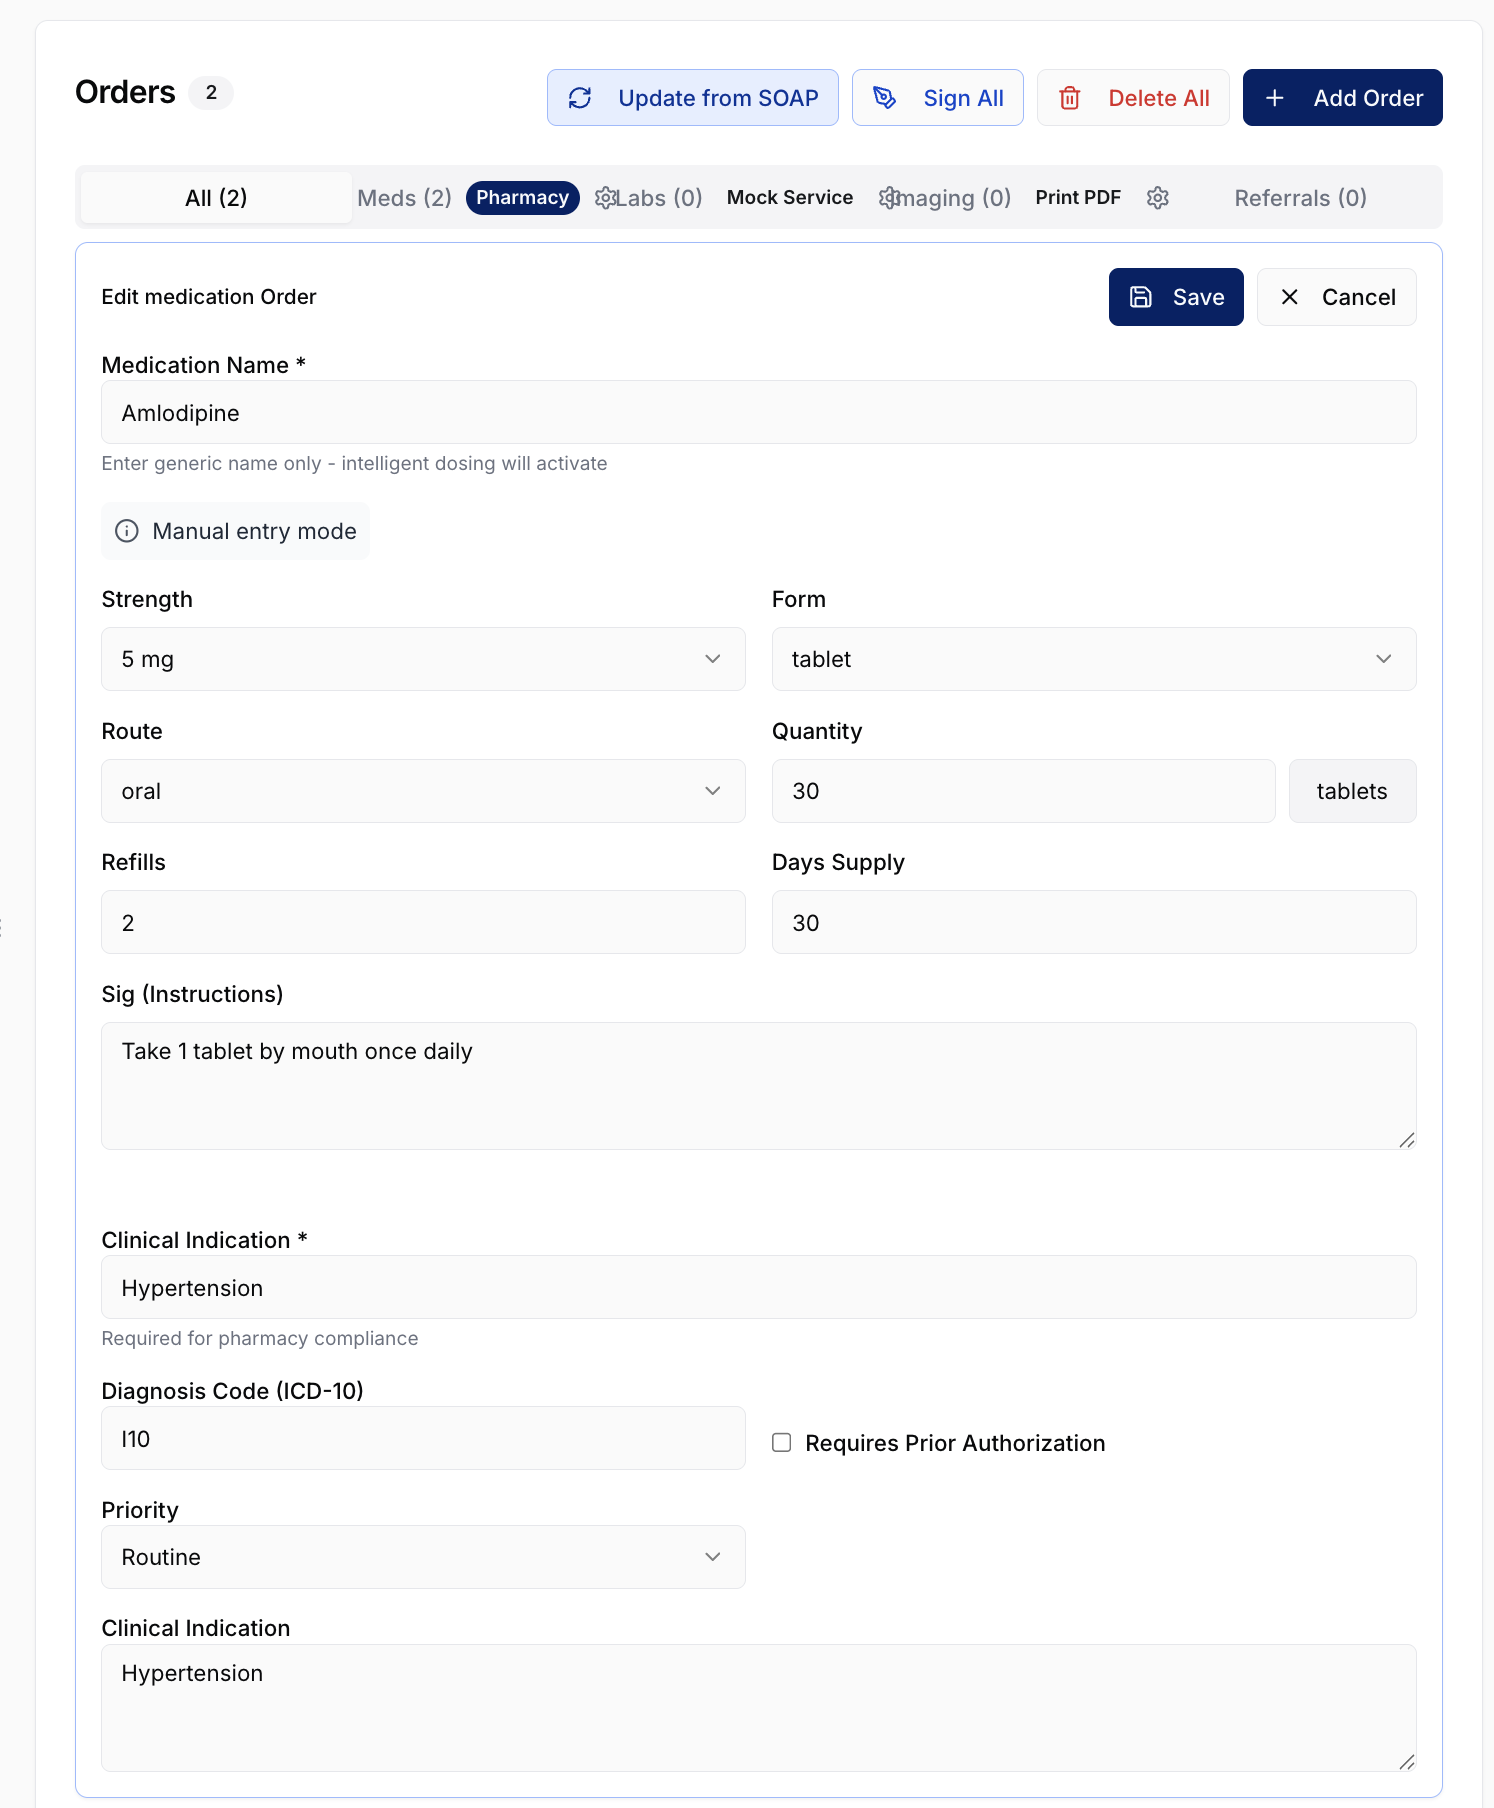 Orders 2
Update from SOAP
Sign All
Delete All
Add Order
All (2)
Meds (2) Pharmacy
Labs (0) Mock Service
Imaging (0) Print PDF
Referrals (0)
Edit medication Order
Save
Cancel
Medication Name *
Amlodipine
Enter generic name only - intelligent dosing will activate
Manual entry mode
Strength
5 mg
Form
tablet
Route
oral
Quantity
30
tablets
Refills
2
Days Supply
30
Sig (Instructions)
Take 1 tablet by mouth once daily
Clinical Indication *
Hypertension
Required for pharmacy compliance
Diagnosis Code (ICD-10)
I10
Requires Prior Authorization
Priority
Routine
Clinical Indication
Hypertension